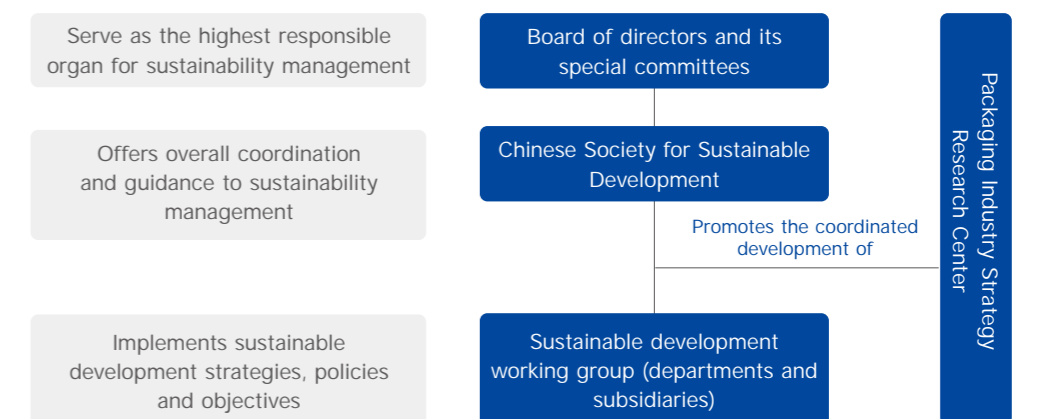 Serve as the highest responsible
organ for sustainability management
Board of directors and its
special committees
Offers overall coordination
and guidance to sustainability
management
Chinese Society for Sustainable
Development
Promotes the coordinated
development of
Implements sustainable
development strategies, policies
and objectives
Sustainable development
working group (departments and
subsidiaries)
Packaging Industry Strategy
Research Center